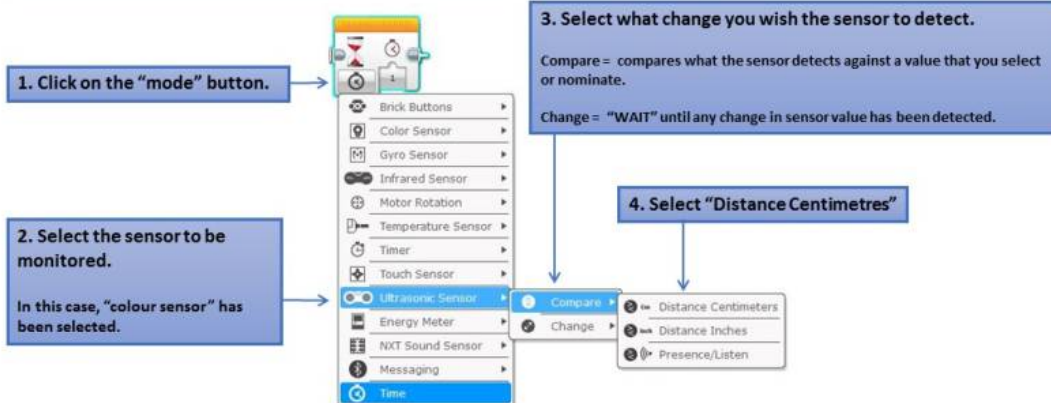 1. Click on the “mode” button.
2. Select the sensor to be
monitored.
In this case, “colour sensor” has
been selected.
3. Select what change you wish the sensor to detect.
Compare = compares what the sensor detects against a value that you select
or nominate.
Change = “WAIT” until any change in sensor value has been detected.
4. Select “Distance Centimetres”
1
Brick Buttons
Color Sensor
Gyro Sensor
Infrared Sensor
Motor Rotation
Temperature Sensor
Timer
Touch Sensor
Ultrasonic Sensor
Energy Meter
NXT Sound Sensor
Messaging
Time
Compare
Change
cm Distance Centimeters
inch Distance Inches
Presence/Listen